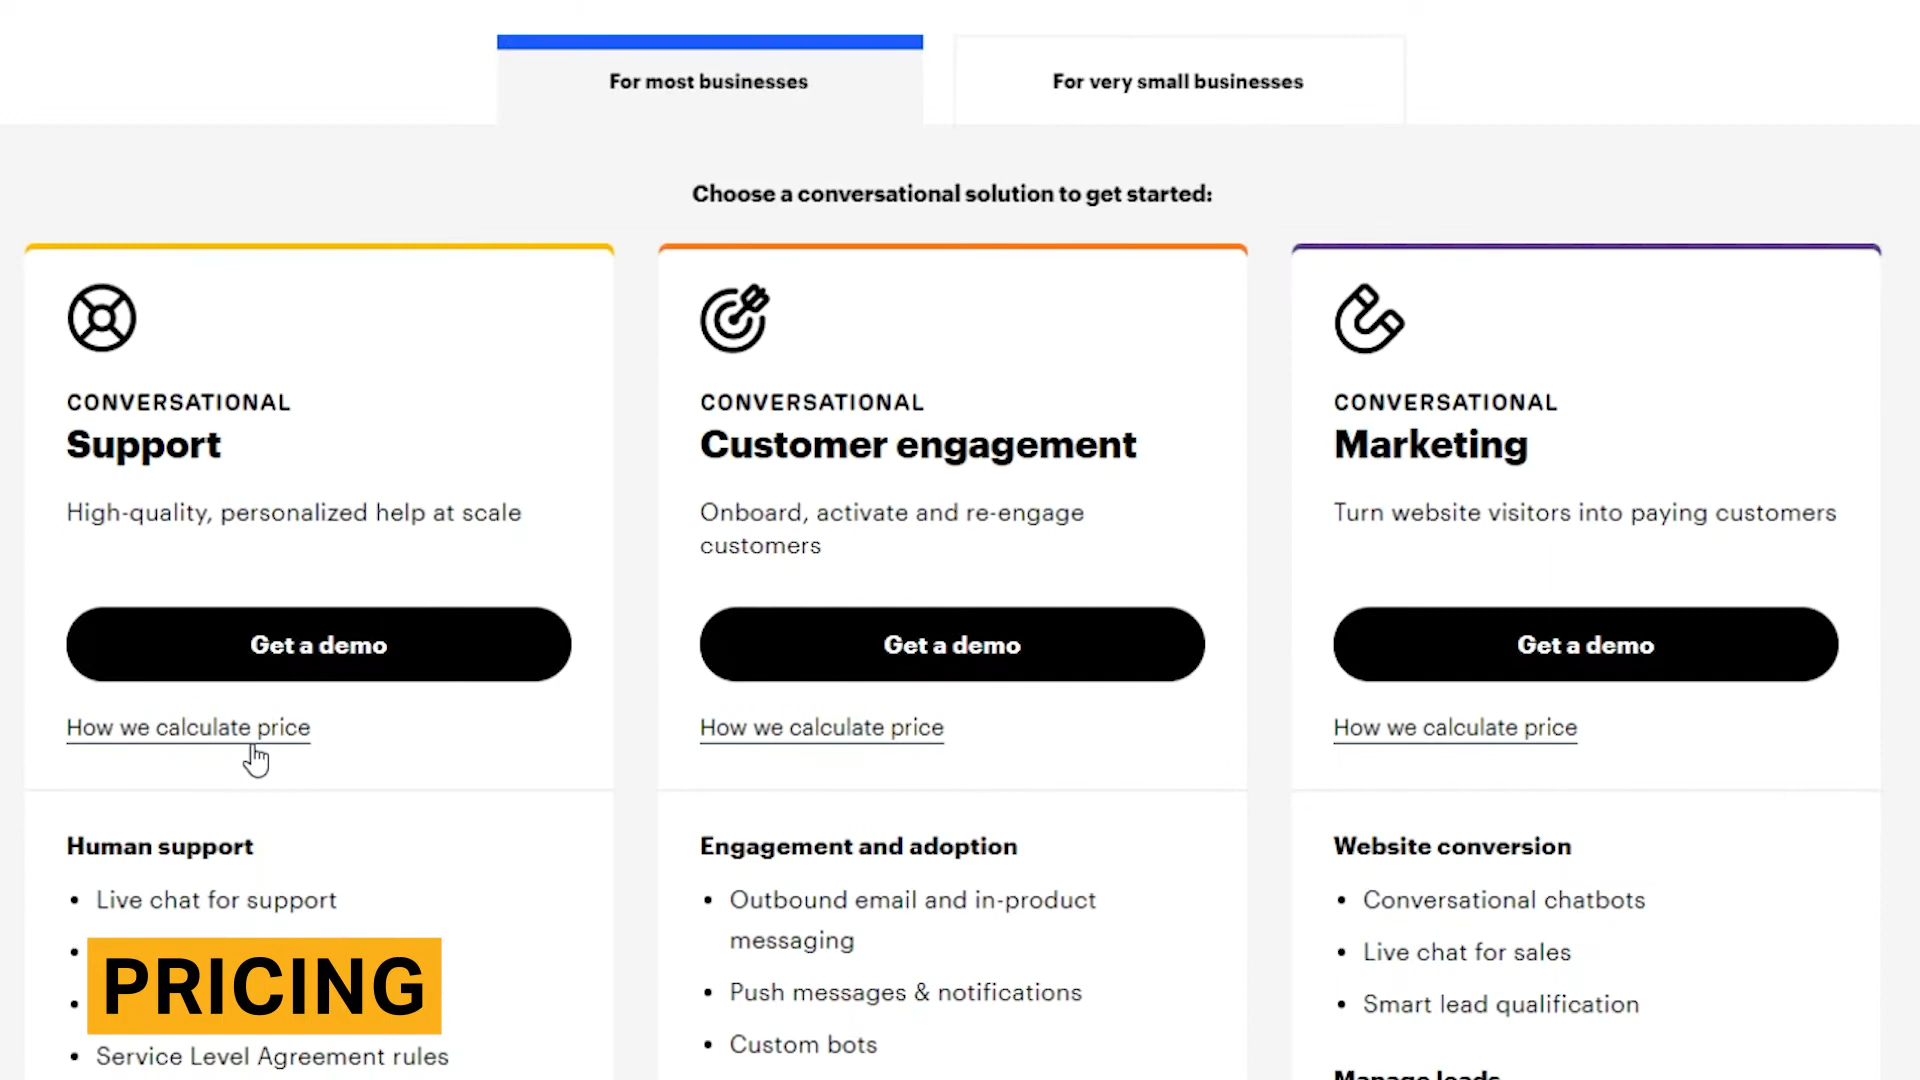 For most businesses
For very small businesses
Choose a conversational solution to get started:
CONVERSATIONAL
Support
High-quality, personalized help at scale
Get a demo
How we calculate price
Human support
Live chat for support
PRICING
Service Level Agreement rules
CONVERSATIONAL
Customer engagement
Onboard, activate and re-engage
customers
Get a demo
How we calculate price
Engagement and adoption
Outbound email and in-product
messaging
Push messages & notifications
Custom bots
CONVERSATIONAL
Marketing
Turn website visitors into paying customers
Get a demo
How we calculate price
Website conversion
Conversational chatbots
Live chat for sales
Smart lead qualification
Manage leads